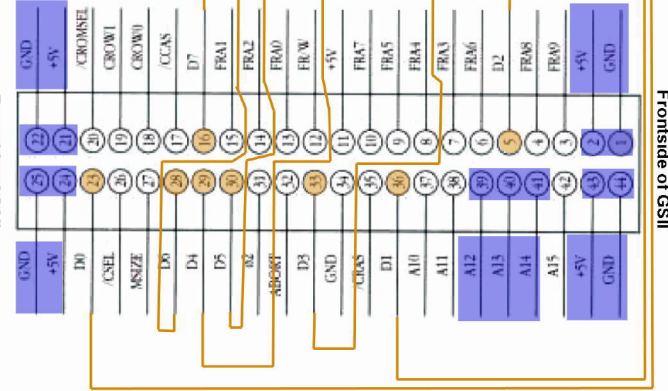 GND
+5V
/CROMSEL
CROW1
CROW0
/CCAS
D7
FRA1
FRA2
FRA0
FR/W
+5V
FRA7
FRA5
FRA4
FRA3
FRA6
D2
FRA8
FRA9
+5V
GND
22 21 20 19 18 17 16 15 14 13 12 11 10 9 8 7 6 5 4 3 2 1
25 24 23 26 27 28 29 30 31 32 33 34 35 36 37 38 39 40 41 42 43 44
GND
+5V
D0
/CSEL
MSIZE
D6
D4
D5
ø2
ABORT
D3
GND
/CRAS
D1
A10
A11
A12
A13
A14
A15
+5V
GND
Frontside of GSII